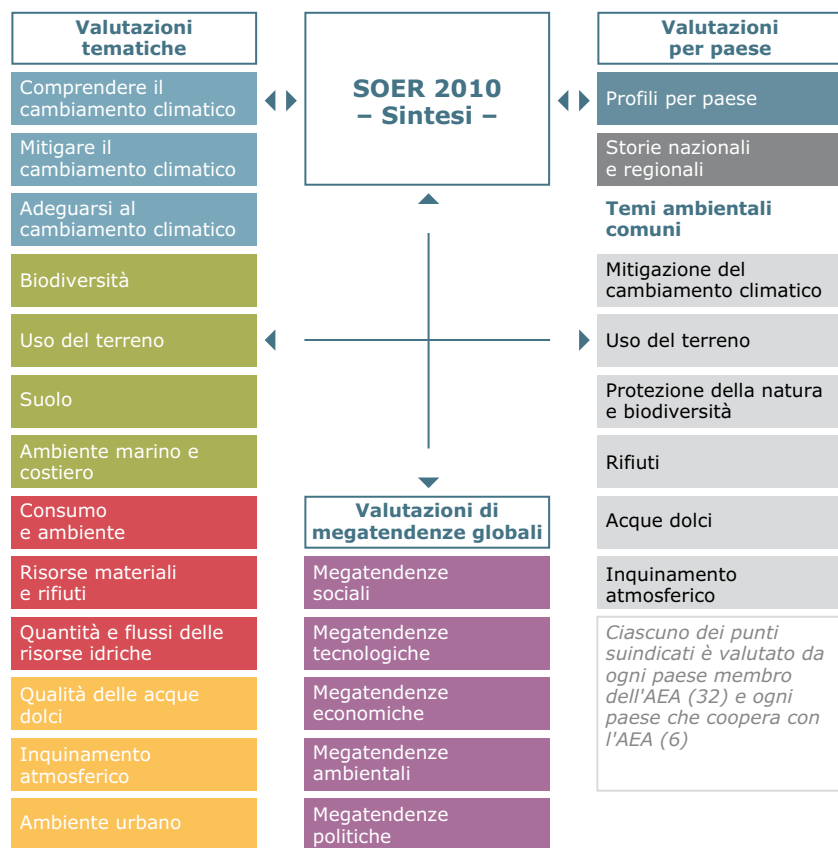 Valutazioni
tematiche
Comprendere il
cambiamento climatico
Mitigare il
cambiamento climatico
Adeguarsi al
cambiamento climatico
Biodiversità
Uso del terreno
Suolo
Ambiente marino e
costiero
Consumo
e ambiente
Risorse materiali
e rifiuti
Quantità e flussi delle
risorse idriche
Qualità delle acque
dolci
Inquinamento
atmosferico
Ambiente urbano
SOER 2010
– Sintesi –
Valutazioni di
megatendenze globali
Megatendenze
sociali
Megatendenze
tecnologiche
Megatendenze
economiche
Megatendenze
ambientali
Megatendenze
politiche
Valutazioni
per paese
Profili per paese
Storie nazionali
e regionali
Temi ambientali
comuni
Mitigazione del
cambiamento climatico
Uso del terreno
Protezione della natura
e biodiversità
Rifiuti
Acque dolci
Inquinamento
atmosferico
Ciascuno dei punti
suindicati è valutato da
ogni paese membro
dell'AEA (32) e ogni
paese che coopera con
l'AEA (6)